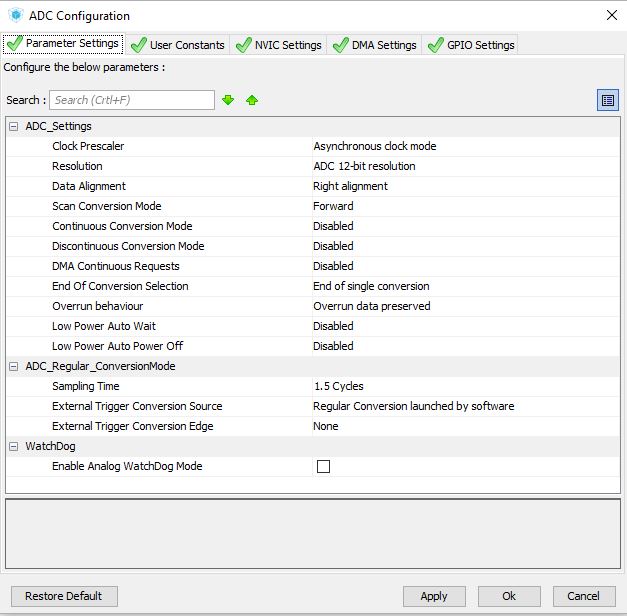 ADC Configuration
Parameter Settings User Constants NVIC Settings DMA Settings GPIO Settings
Configure the below parameters :
Search : Search (Crtl+F)
ADC_Settings
Clock Prescaler Asynchronous clock mode
Resolution ADC 12-bit resolution
Data Alignment Right alignment
Scan Conversion Mode Forward
Continuous Conversion Mode Disabled
Discontinuous Conversion Mode Disabled
DMA Continuous Requests Disabled
End Of Conversion Selection End of single conversion
Overrun behaviour Overrun data preserved
Low Power Auto Wait Disabled
Low Power Auto Power Off Disabled
ADC_Regular_ConversionMode
Sampling Time 1.5 Cycles
External Trigger Conversion Source Regular Conversion launched by software
External Trigger Conversion Edge None
WatchDog
Enable Analog WatchDog Mode
Restore Default Apply Ok Cancel